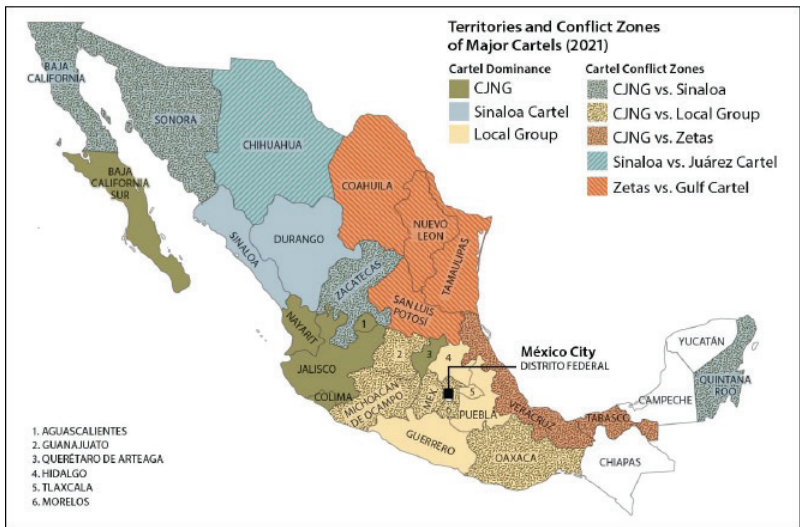 Territories and Conflict Zones
of Major Cartels (2021)
Cartel Dominance
CJNG
Sinaloa Cartel
Local Group
Cartel Conflict Zones
CJNG vs. Sinaloa
CJNG vs. Local Group
CJNG vs. Zetas
Sinaloa vs. Juárez Cartel
Zetas vs. Gulf Cartel
BAJA
CALIFORNIA
SONORA
CHIHUAHUA
COAHUILA
BAJA
CALIFORNIA
SUR
NUEVO
LEON
TAMAULIPAS
SINALOA
DURANGO
ZACATECAS
SAN LUIS
POTOSÍ
NAYARIT
1
JALISCO
2
3
4
México City
DISTRITO FEDERAL
COLIMA
MICHOACÁN
DE OCAMPO
MEX.
5
PUEBLA
VERACRUZ
TABASCO
YUCATÁN
CAMPECHE
QUINTANA
ROO
GUERRERO
OAXACA
CHIAPAS
1. AGUASCALIENTES
2. GUANAJUATO
3. QUERÉTARO DE ARTEAGA
4. HIDALGO
5. TLAXCALA
6. MORELOS